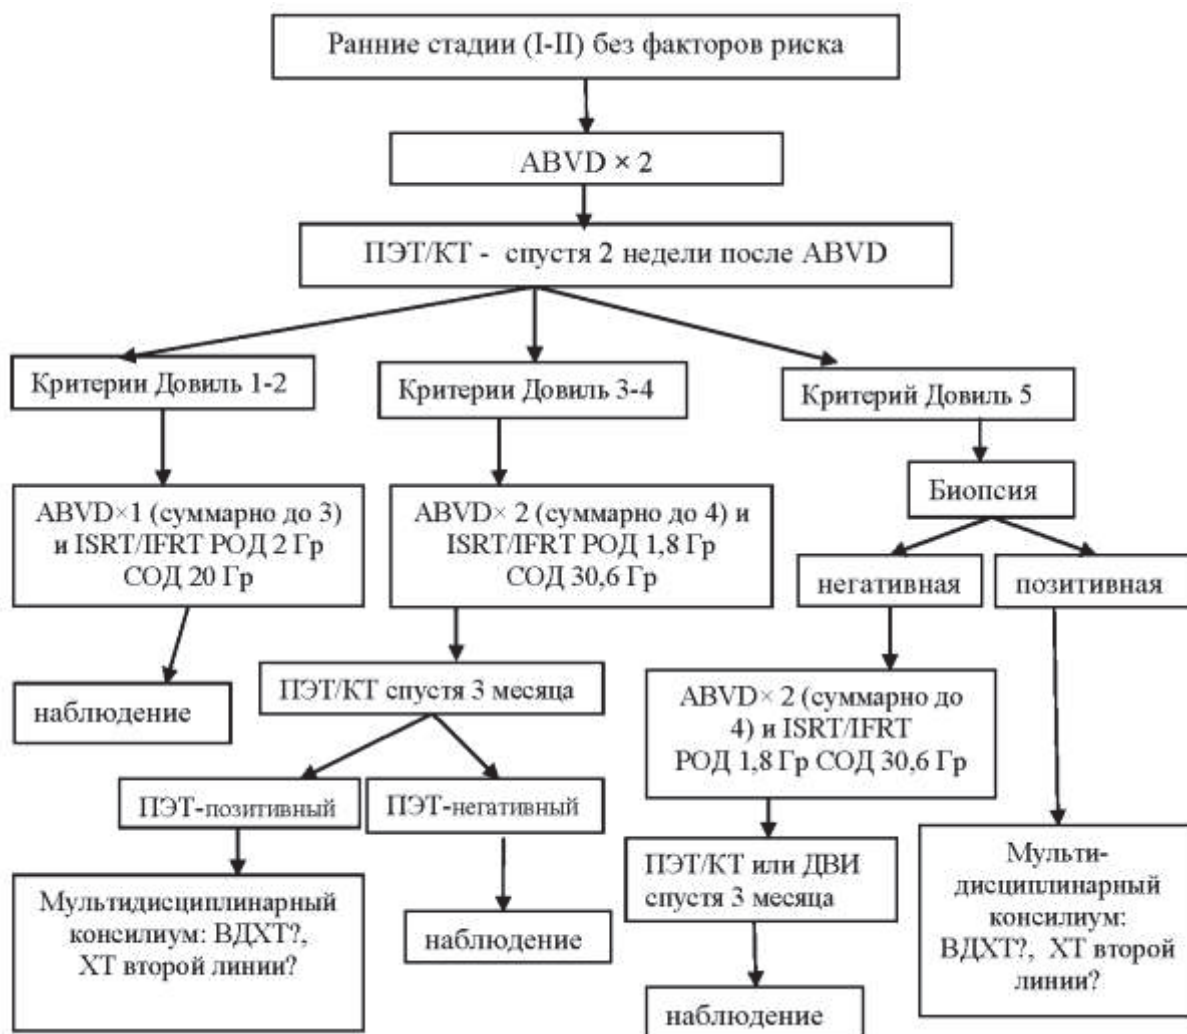 Ранние стадии (I-II) без факторов риска
ABVD × 2
ПЭТ/КТ - спустя 2 недели после ABVD
Критерии Довиль 1-2
Критерии Довиль 3-4
Критерий Довиль 5
ABVD×1 (суммарно до 3)
и ISRT/IFRT РОД 2 Гр
СОД 20 Гр
ABVD× 2 (суммарно до 4) и
ISRT/IFRT РОД 1,8 Гр
СОД 30,6 Гр
Биопсия
негативная
позитивная
наблюдение
ПЭТ/КТ спустя 3 месяца
ABVD× 2 (суммарно до
4) и ISRT/IFRT
РОД 1,8 Гр СОД 30,6 Гр
ПЭТ-позитивный
ПЭТ-негативный
Мультидисциплинарный
консилиум: ВДХТ?,
ХТ второй линии?
наблюдение
ПЭТ/КТ или ДВИ
спустя 3 месяца
наблюдение
Мульти-
дисциплинарный
консилиум:
ВДХТ?, ХТ второй
линии?